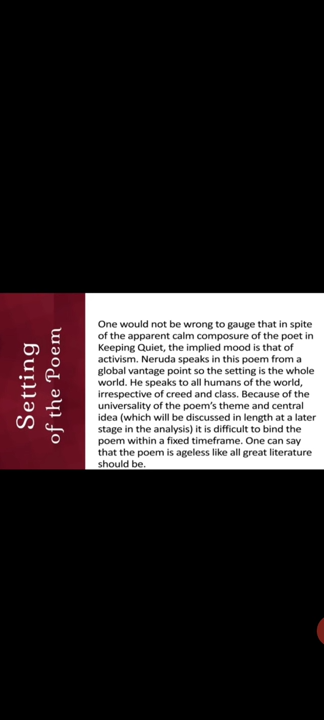 Setting
of the Poem
One would not be wrong to gauge that in spite
of the apparent calm composure of the poet in
Keeping Quiet, the implied mood is that of
activism. Neruda speaks in this poem from a
global vantage point so the setting is the whole
world. He speaks to all humans of the world,
irrespective of creed and class. Because of the
universality of the poem's theme and central
idea (which will be discussed in length at a later
stage in the analysis) it is difficult to bind the
poem within a fixed timeframe. One can say
that the poem is ageless like all great literature
should be.